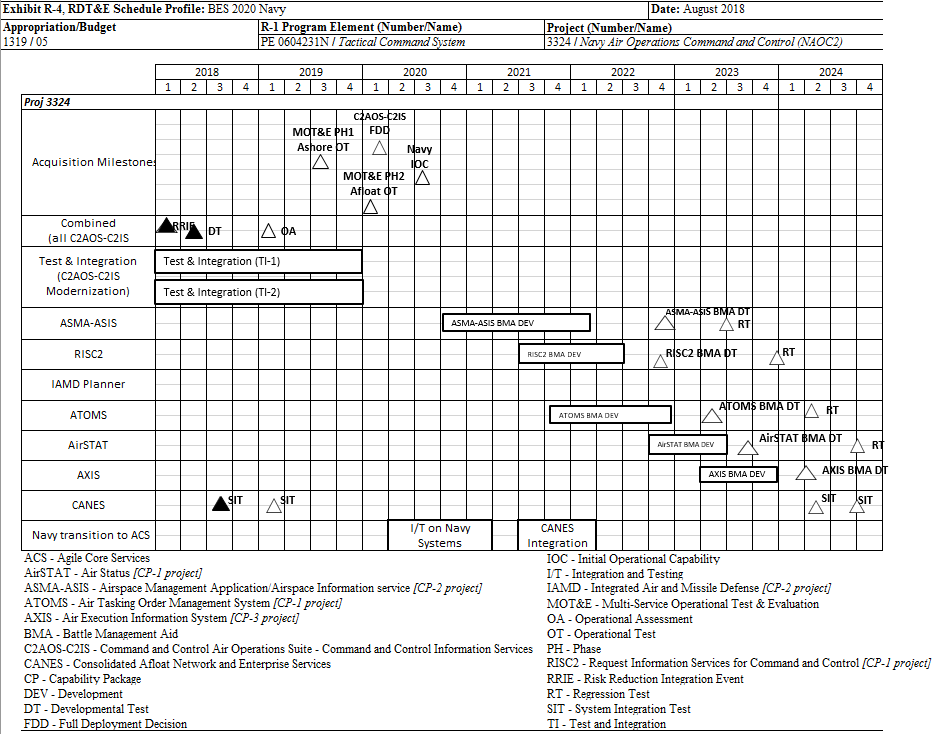 Exhibit R-4, RDT&E Schedule Profile: BES 2020 Navy
Date: August 2018
Appropriation/Budget
R-1 Program Element (Number/Name)
Project (Number/Name)
1319 / 05
PE 0604231N / Tactical Command System
3324 / Navy Air Operations Command and Control (NAOC2)
2018 2019 2020 2021 2022 2023 2024
1 2 3 4 1 2 3 4 1 2 3 4 1 2 3 4 1 2 3 4 1 2 3 4 1 2 3 4
Proj 3324
Acquisition Milestones
MOT&E PH1
Ashore OT
C2AOS-C2IS
FDD
Navy
IOC
MOT&E PH2
Afloat OT
Combined
(all C2AOS-C2IS
RRIE
DT
OA
Test & Integration
(C2AOS-C2IS
Modernization)
Test & Integration (TI-1)
Test & Integration (TI-2)
ASMA-ASIS
ASMA-ASIS BMA DEV
ASMA-ASIS BMA DT
RT
RISC2
RISC2 BMA DEV
RISC2 BMA DT
RT
IAMD Planner
ATOMS
ATOMS BMA DEV
ATOMS BMA DT
RT
AirSTAT
AirSTAT BMA DEV
AirSTAT BMA DT
RT
AXIS
AXIS BMA DEV
AXIS BMA DT
CANES
SIT
SIT
SIT
SIT
Navy transition to ACS
I/T on Navy
Systems
CANES
Integration
ACS - Agile Core Services
AirSTAT - Air Status [CP-1 project]
ASMA-ASIS - Airspace Management Application/Airspace Information service [CP-2 project]
ATOMS - Air Tasking Order Management System [CP-1 project]
AXIS - Air Execution Information System [CP-3 project]
BMA - Battle Management Aid
C2AOS-C2IS - Command and Control Air Operations Suite - Command and Control Information Services
CANES - Consolidated Afloat Network and Enterprise Services
CP - Capability Package
DEV - Development
DT - Developmental Test
FDD - Full Deployment Decision
IOC - Initial Operational Capability
I/T - Integration and Testing
IAMD - Integrated Air and Missile Defense [CP-2 project]
MOT&E - Multi-Service Operational Test & Evaluation
OA - Operational Assessment
OT - Operational Test
PH - Phase
RISC2 - Request Information Services for Command and Control [CP-1 project]
RRIE - Risk Reduction Integration Event
RT - Regression Test
SIT - System Integration Test
TI - Test and Integration